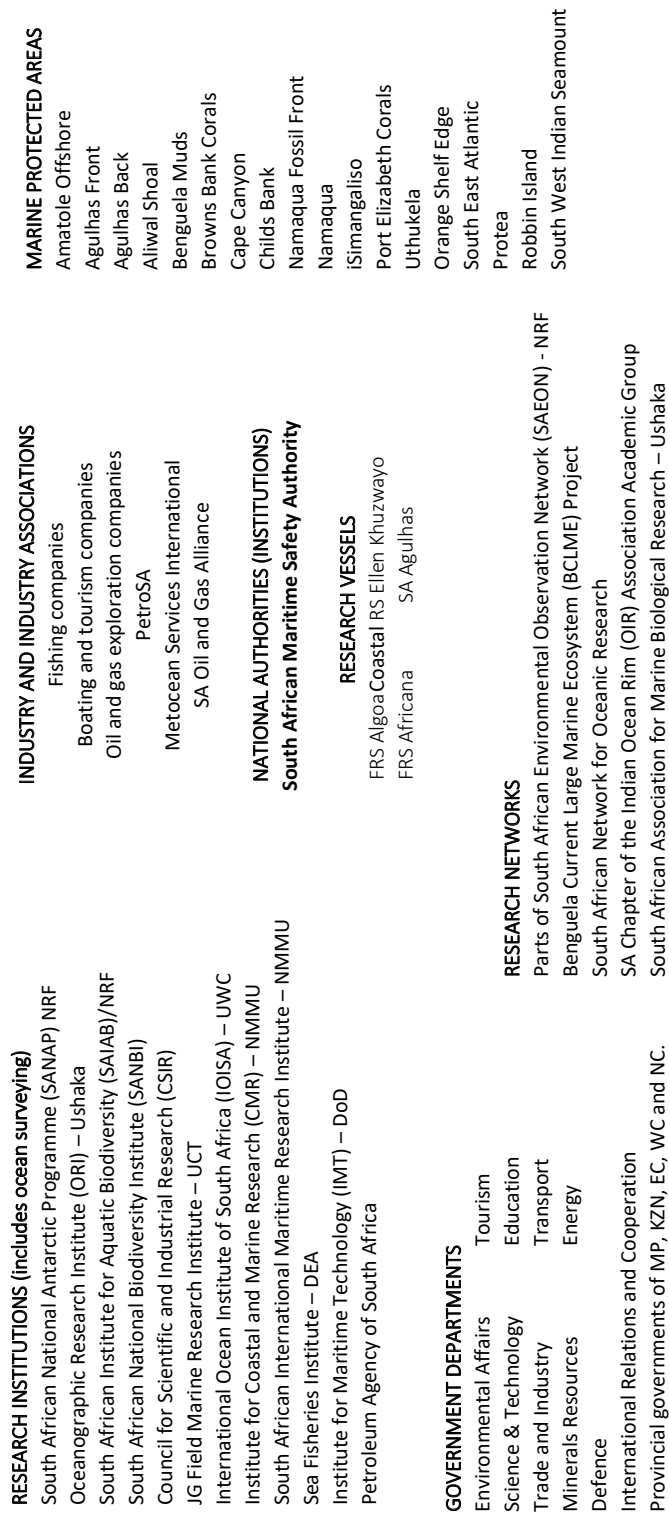 RESEARCH INSTITUTIONS (includes ocean surveying)
South African National Antarctic Programme (SANAP) NRF
Oceanographic Research Institute (ORI) – Ushaka
South African Institute for Aquatic Biodiversity (SAIAB)/NRF
South African National Biodiversity Institute (SANBI)
Council for Scientific and Industrial Research (CSIR)
JG Field Marine Research Institute – UCT
International Ocean Institute of South Africa (IOISA) – UWC
Institute for Coastal and Marine Research (CMR) – NMMU
South African International Maritime Research Institute – NMMU
Sea Fisheries Institute – DEA
Institute for Maritime Technology (IMT) – DoD
Petroleum Agency of South Africa
GOVERNMENT DEPARTMENTS
Environmental Affairs Tourism
Science & Technology Education
Trade and Industry Transport
Minerals Resources Energy
Defence
International Relations and Cooperation
Provincial governments of MP, KZN, EC, WC and NC.
INDUSTRY AND INDUSTRY ASSOCIATIONS
Fishing companies
Boating and tourism companies
Oil and gas exploration companies
PetroSA
Metocean Services International
SA Oil and Gas Alliance
NATIONAL AUTHORITIES (INSTITUTIONS)
South African Maritime Safety Authority
RESEARCH VESSELS
FRS Algoa Coastal RS Ellen Khuzwayo
FRS Africana SA Agulhas
RESEARCH NETWORKS
Parts of South African Environmental Observation Network (SAEON) - NRF
Benguela Current Large Marine Ecosystem (BCLME) Project
South African Network for Oceanic Research
SA Chapter of the Indian Ocean Rim (OIR) Association Academic Group
South African Association for Marine Biological Research – Ushaka
MARINE PROTECTED AREAS
Amatole Offshore
Agulhas Front
Agulhas Back
Aliwal Shoal
Benguela Muds
Browns Bank Corals
Cape Canyon
Childs Bank
Namaqua Fossil Front
Namaqua
iSimangaliso
Port Elizabeth Corals
Uthukela
Orange Shelf Edge
South East Atlantic
Protea
Robbin Island
South West Indian Seamount